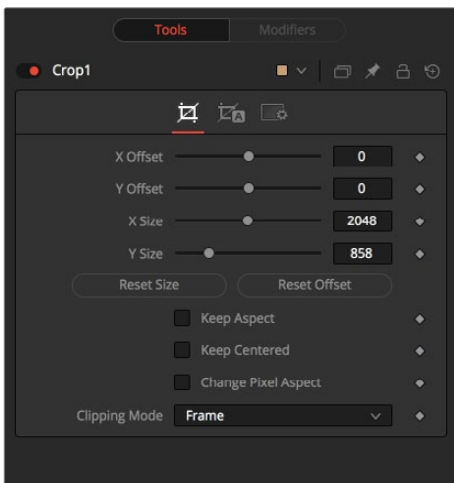 Tools Modifiers
Crop1
A
X Offset 0
Y Offset 0
X Size 2048
Y Size 858
Reset Size Reset Offset
Keep Aspect
Keep Centered
Change Pixel Aspect
Clipping Mode Frame